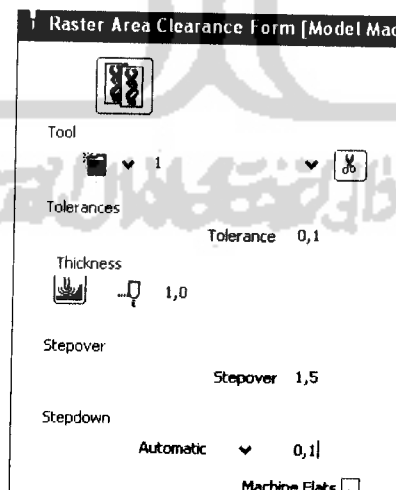 Raster Area Clearance Form [Model Mac
Tool
1
Tolerances
Tolerance 0,1
Thickness
1,0
Stepover
Stepover 1,5
Stepdown
Automatic 0,1
Machine Flats